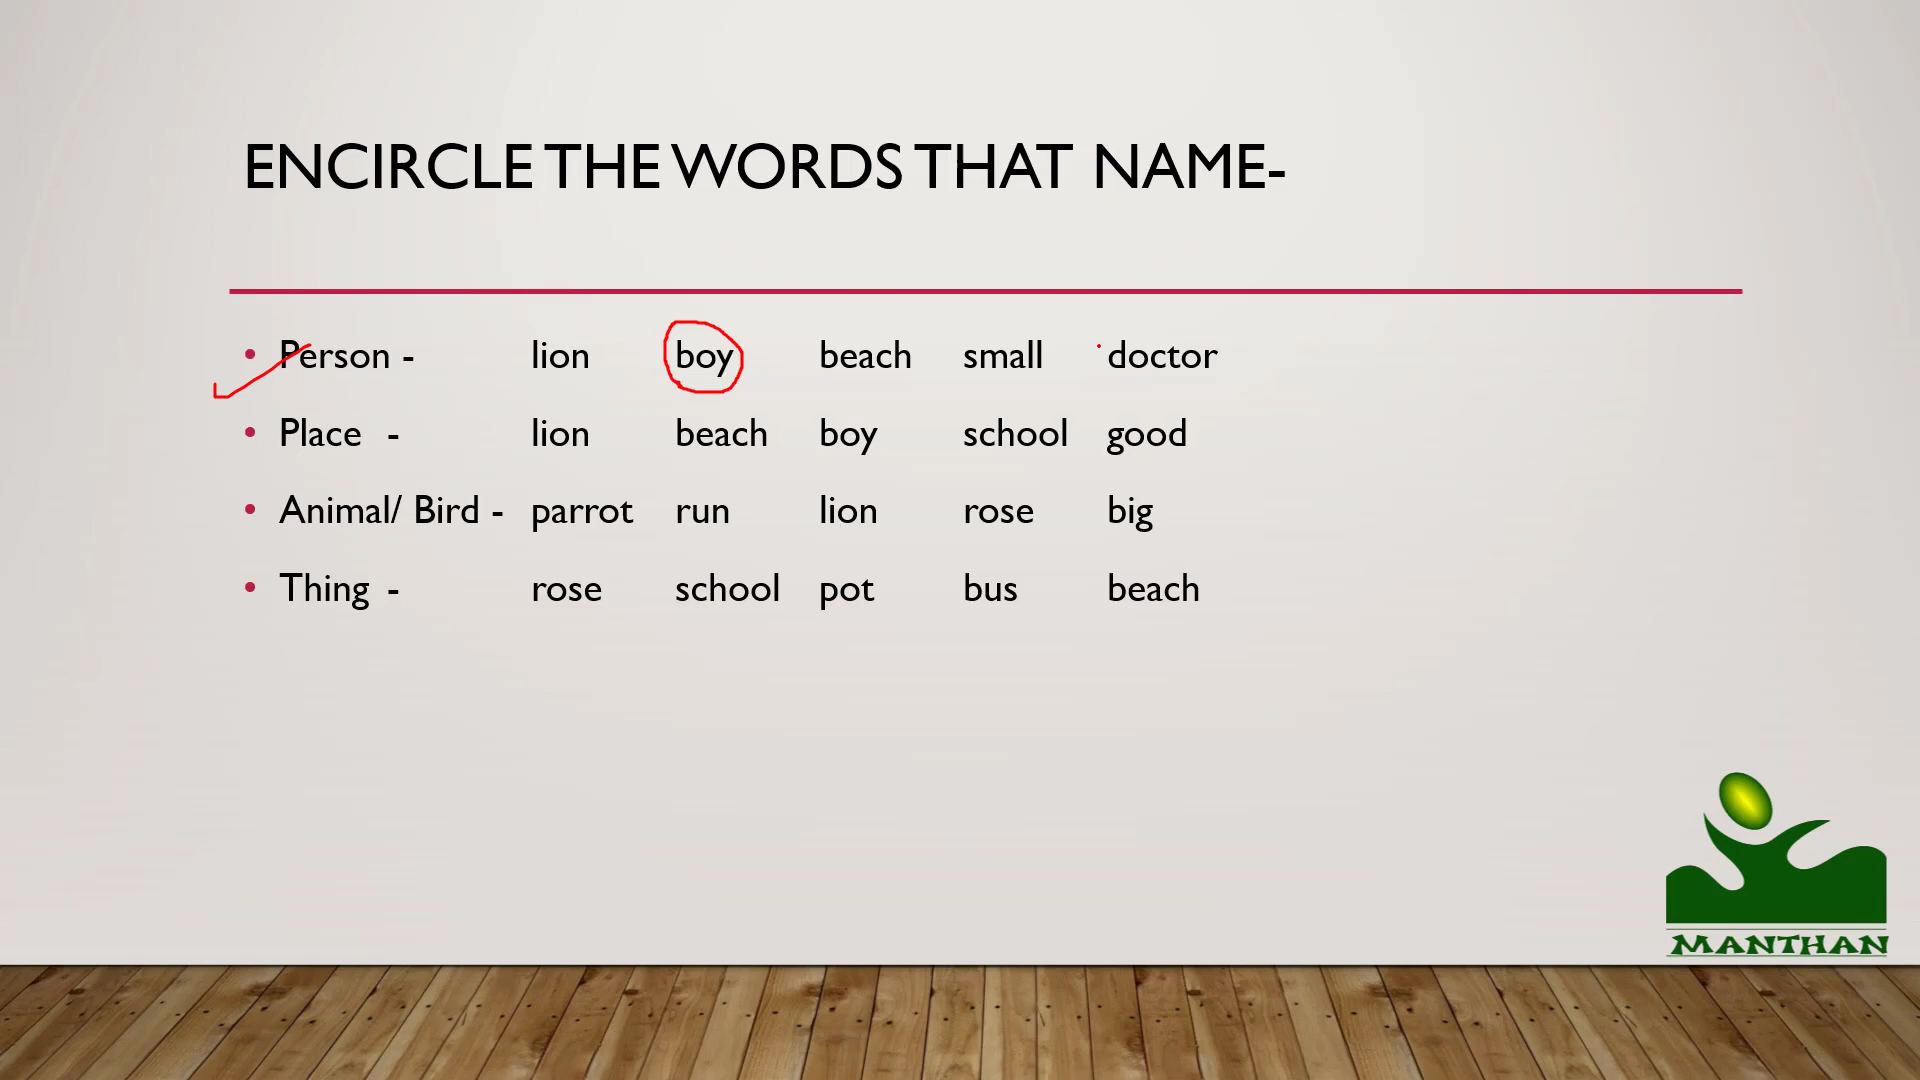 ENCIRCLE THE WORDS THAT NAME-
• Person - lion boy beach small doctor
• Place - lion beach boy school good
• Animal/ Bird - parrot run lion rose big
• Thing - rose school pot bus beach
MANTHAN